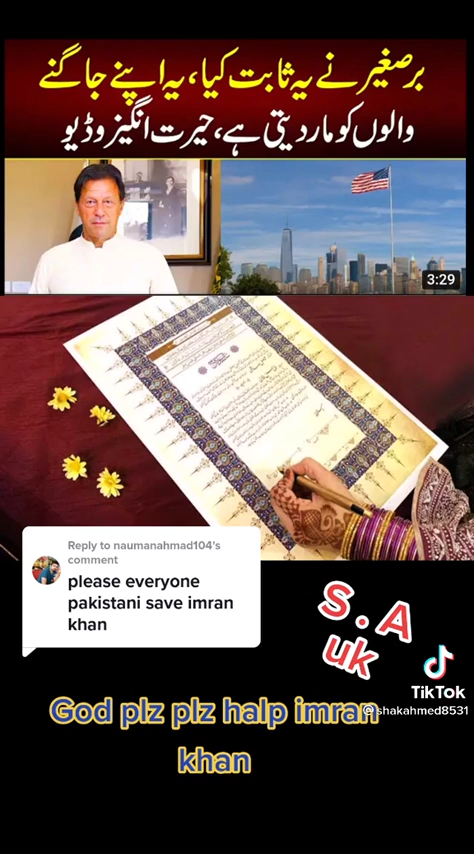 برصغیر نے یہ ثابت کیا، یہ اپنے جاگنے
والوں کو مار دیتی ہے، حیرت انگیز وڈیو
3:29
Reply to naumanahmad104's
comment
please everyone
pakistani save imran
khan
S . A
uk
TikTok
@shakahmed8531
God plz plz halp imran
khan